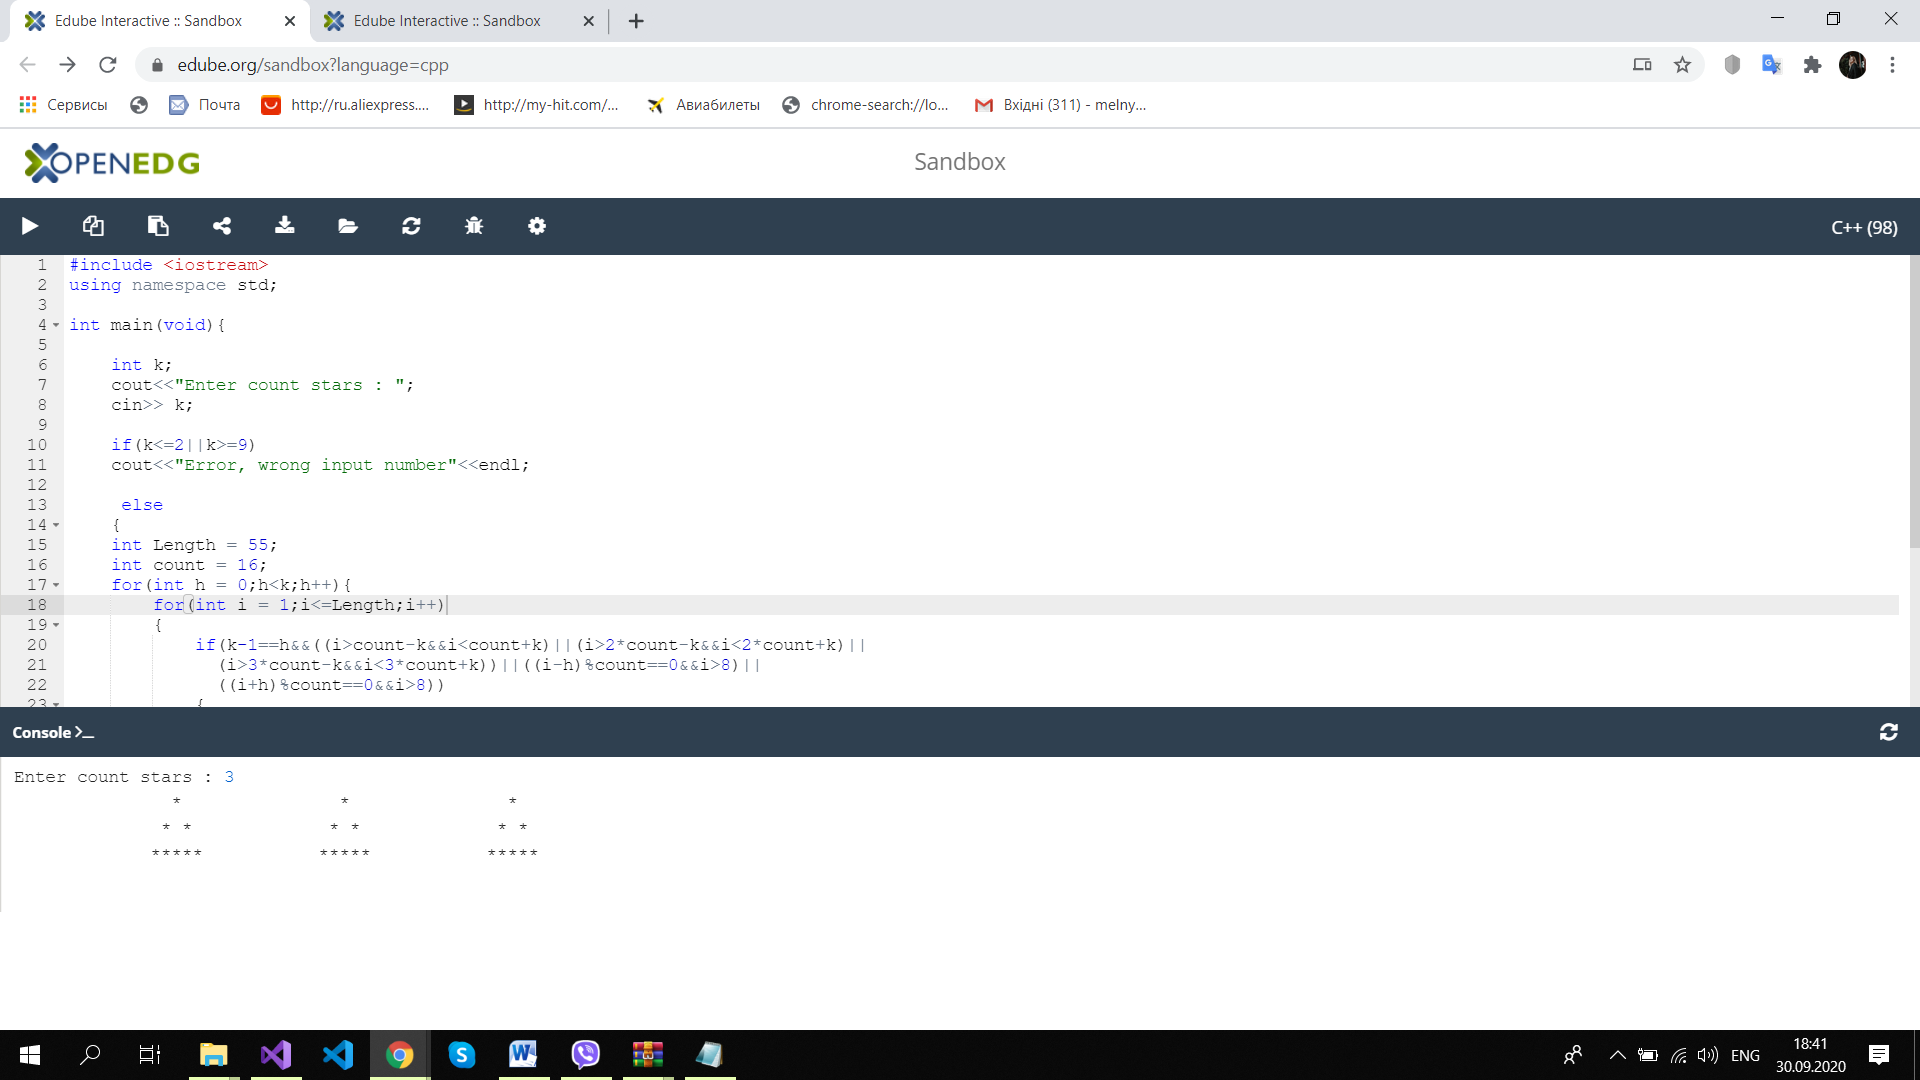 Edube Interactive :: Sandbox
Edube Interactive :: Sandbox
edube.org/sandbox?language=cpp
Сервисы
Почта
http://ru.aliexpress....
http://my-hit.com/...
Авиабилеты
chrome-search://lo...
Вхідні (311) - melny...
OPENEDG
Sandbox
C++ (98)
1 #include <iostream>
2 using namespace std;
3
4 int main(void){
5
6 int k;
7 cout<<"Enter count stars : ";
8 cin>> k;
9
10 if(k<=2||k>=9)
11 cout<<"Error, wrong input number"<<endl;
12
13 else
14 {
15 int Length = 55;
16 int count = 16;
17 for(int h = 0;h<k;h++){
18 for(int i = 1;i<=Length;i++)
19 {
20 if(k-1==h&&((i>count-k&&i<count+k)||(i>2*count-k&&i<2*count+k)||
21 (i>3*count-k&&i<3*count+k))||((i-h)%count==0&&i>8)||
22 ((i+h)%count==0&&i>8))
23 {
Console >_
Enter count stars : 3
* * *
* * * * * *
***** ***** *****
ENG
18:41
30.09.2020